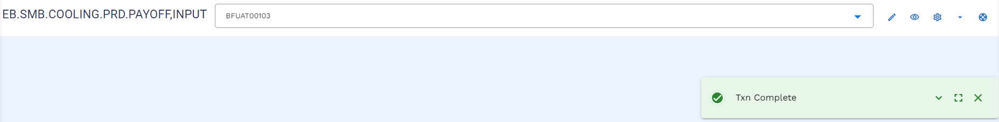 EB.SMB.COOLING.PRD.PAYOFF,INPUT BFUAT00103
Txn Complete